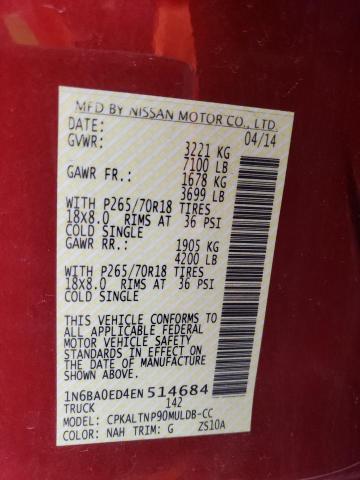 MFD BY NISSAN MOTOR CO., LTD.
DATE: 04/14
GVWR: 3221 KG
7100 LB
GAWR FR.: 1678 KG
3699 LB
WITH P265/70R18 TIRES
18x8.0 RIMS AT 36 PSI
COLD SINGLE
GAWR RR.: 1905 KG
4200 LB
WITH P265/70R18 TIRES
18x8.0 RIMS AT 36 PSI
COLD SINGLE
THIS VEHICLE CONFORMS TO
ALL APPLICABLE FEDERAL
MOTOR VEHICLE SAFETY
STANDARDS IN EFFECT ON
THE DATE OF MANUFACTURE
SHOWN ABOVE
1N6BA0ED4EN514684
TRUCK 142
MODEL: CPKALTNP90MULDB-CC
COLOR: NAH TRIM: G ZS10A